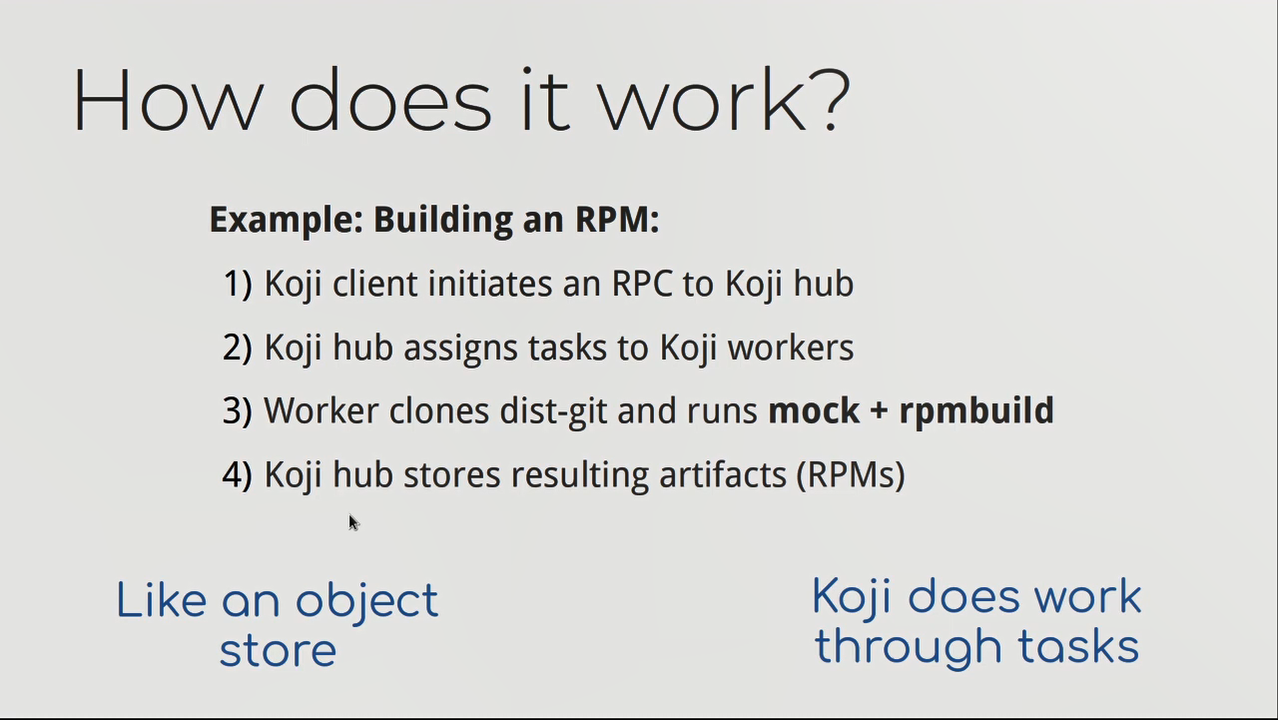 How does it work?
Example: Building an RPM:
1) Koji client initiates an RPC to Koji hub
2) Koji hub assigns tasks to Koji workers
3) Worker clones dist-git and runs mock + rpmbuild
4) Koji hub stores resulting artifacts (RPMs)
Like an object
store
Koji does work
through tasks